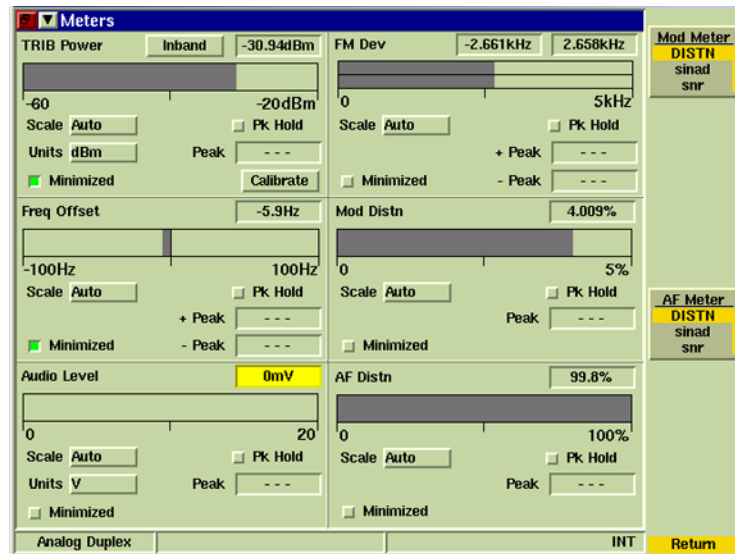 Meters
TRIB Power Inband -30.94dBm
-60 -20dBm
Scale Auto Pk Hold
Units dBm Peak - - -
Minimized Calibrate
FM Dev -2.661kHz 2.658kHz
0 5kHz
Scale Auto Pk Hold
+ Peak - - -
Minimized - Peak - - -
Freq Offset -5.9Hz
-100Hz 100Hz
Scale Auto Pk Hold
+ Peak - - -
Minimized - Peak - - -
Mod Distn 4.009%
0 5%
Scale Auto Pk Hold
Peak - - -
Minimized
Audio Level 0mV
0 20
Scale Auto Pk Hold
Units V Peak - - -
Minimized
AF Distn 99.8%
0 100%
Scale Auto Pk Hold
Peak - - -
Minimized
Mod Meter
DISTN
sinad
snr
AF Meter
DISTN
sinad
snr
Analog Duplex INT Return